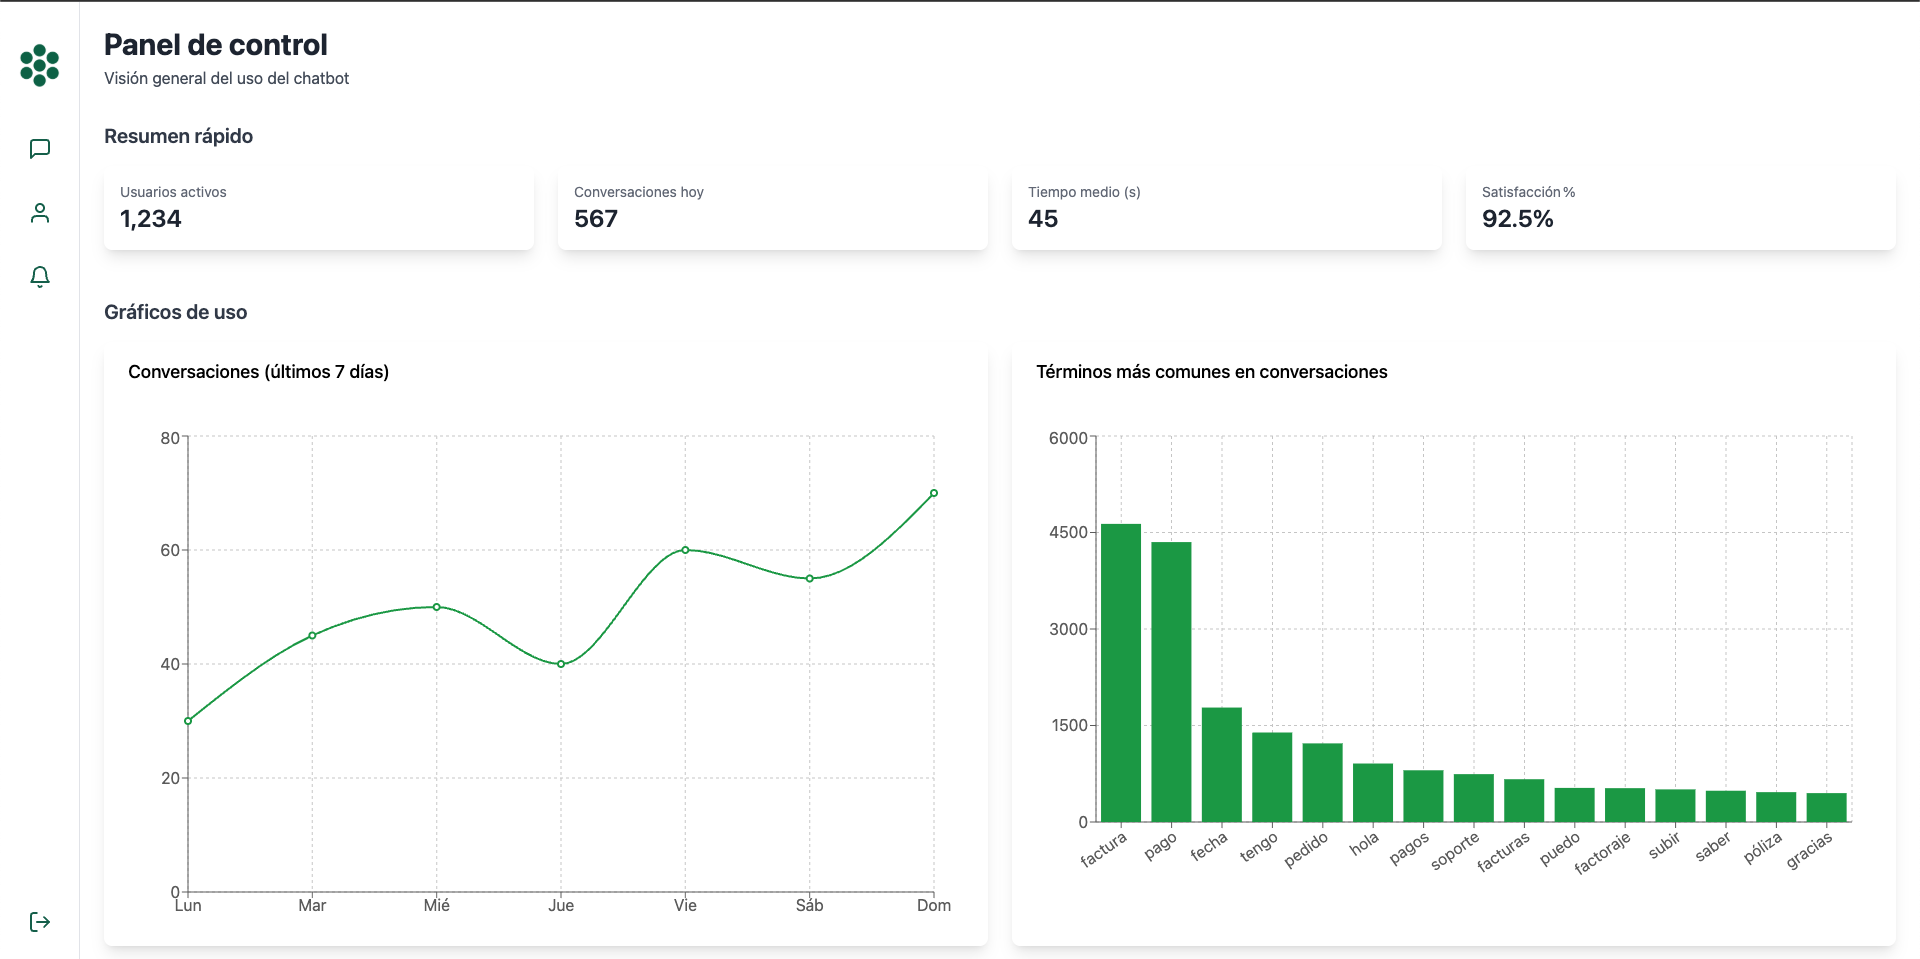 Panel de control
Visión general del uso del chatbot
Resumen rápido
Usuarios activos
1,234
Conversaciones hoy
567
Tiempo medio (s)
45
Satisfacción %
92.5%
Gráficos de uso
Conversaciones (últimos 7 días)
80
60
40
20
0
Lun Mar Mié Jue Vie Sáb Dom
Términos más comunes en conversaciones
6000
4500
3000
1500
0
factura pago fecha tengo pedido hola pagos soporte facturas puedo factoraje subir saber póliza gracias